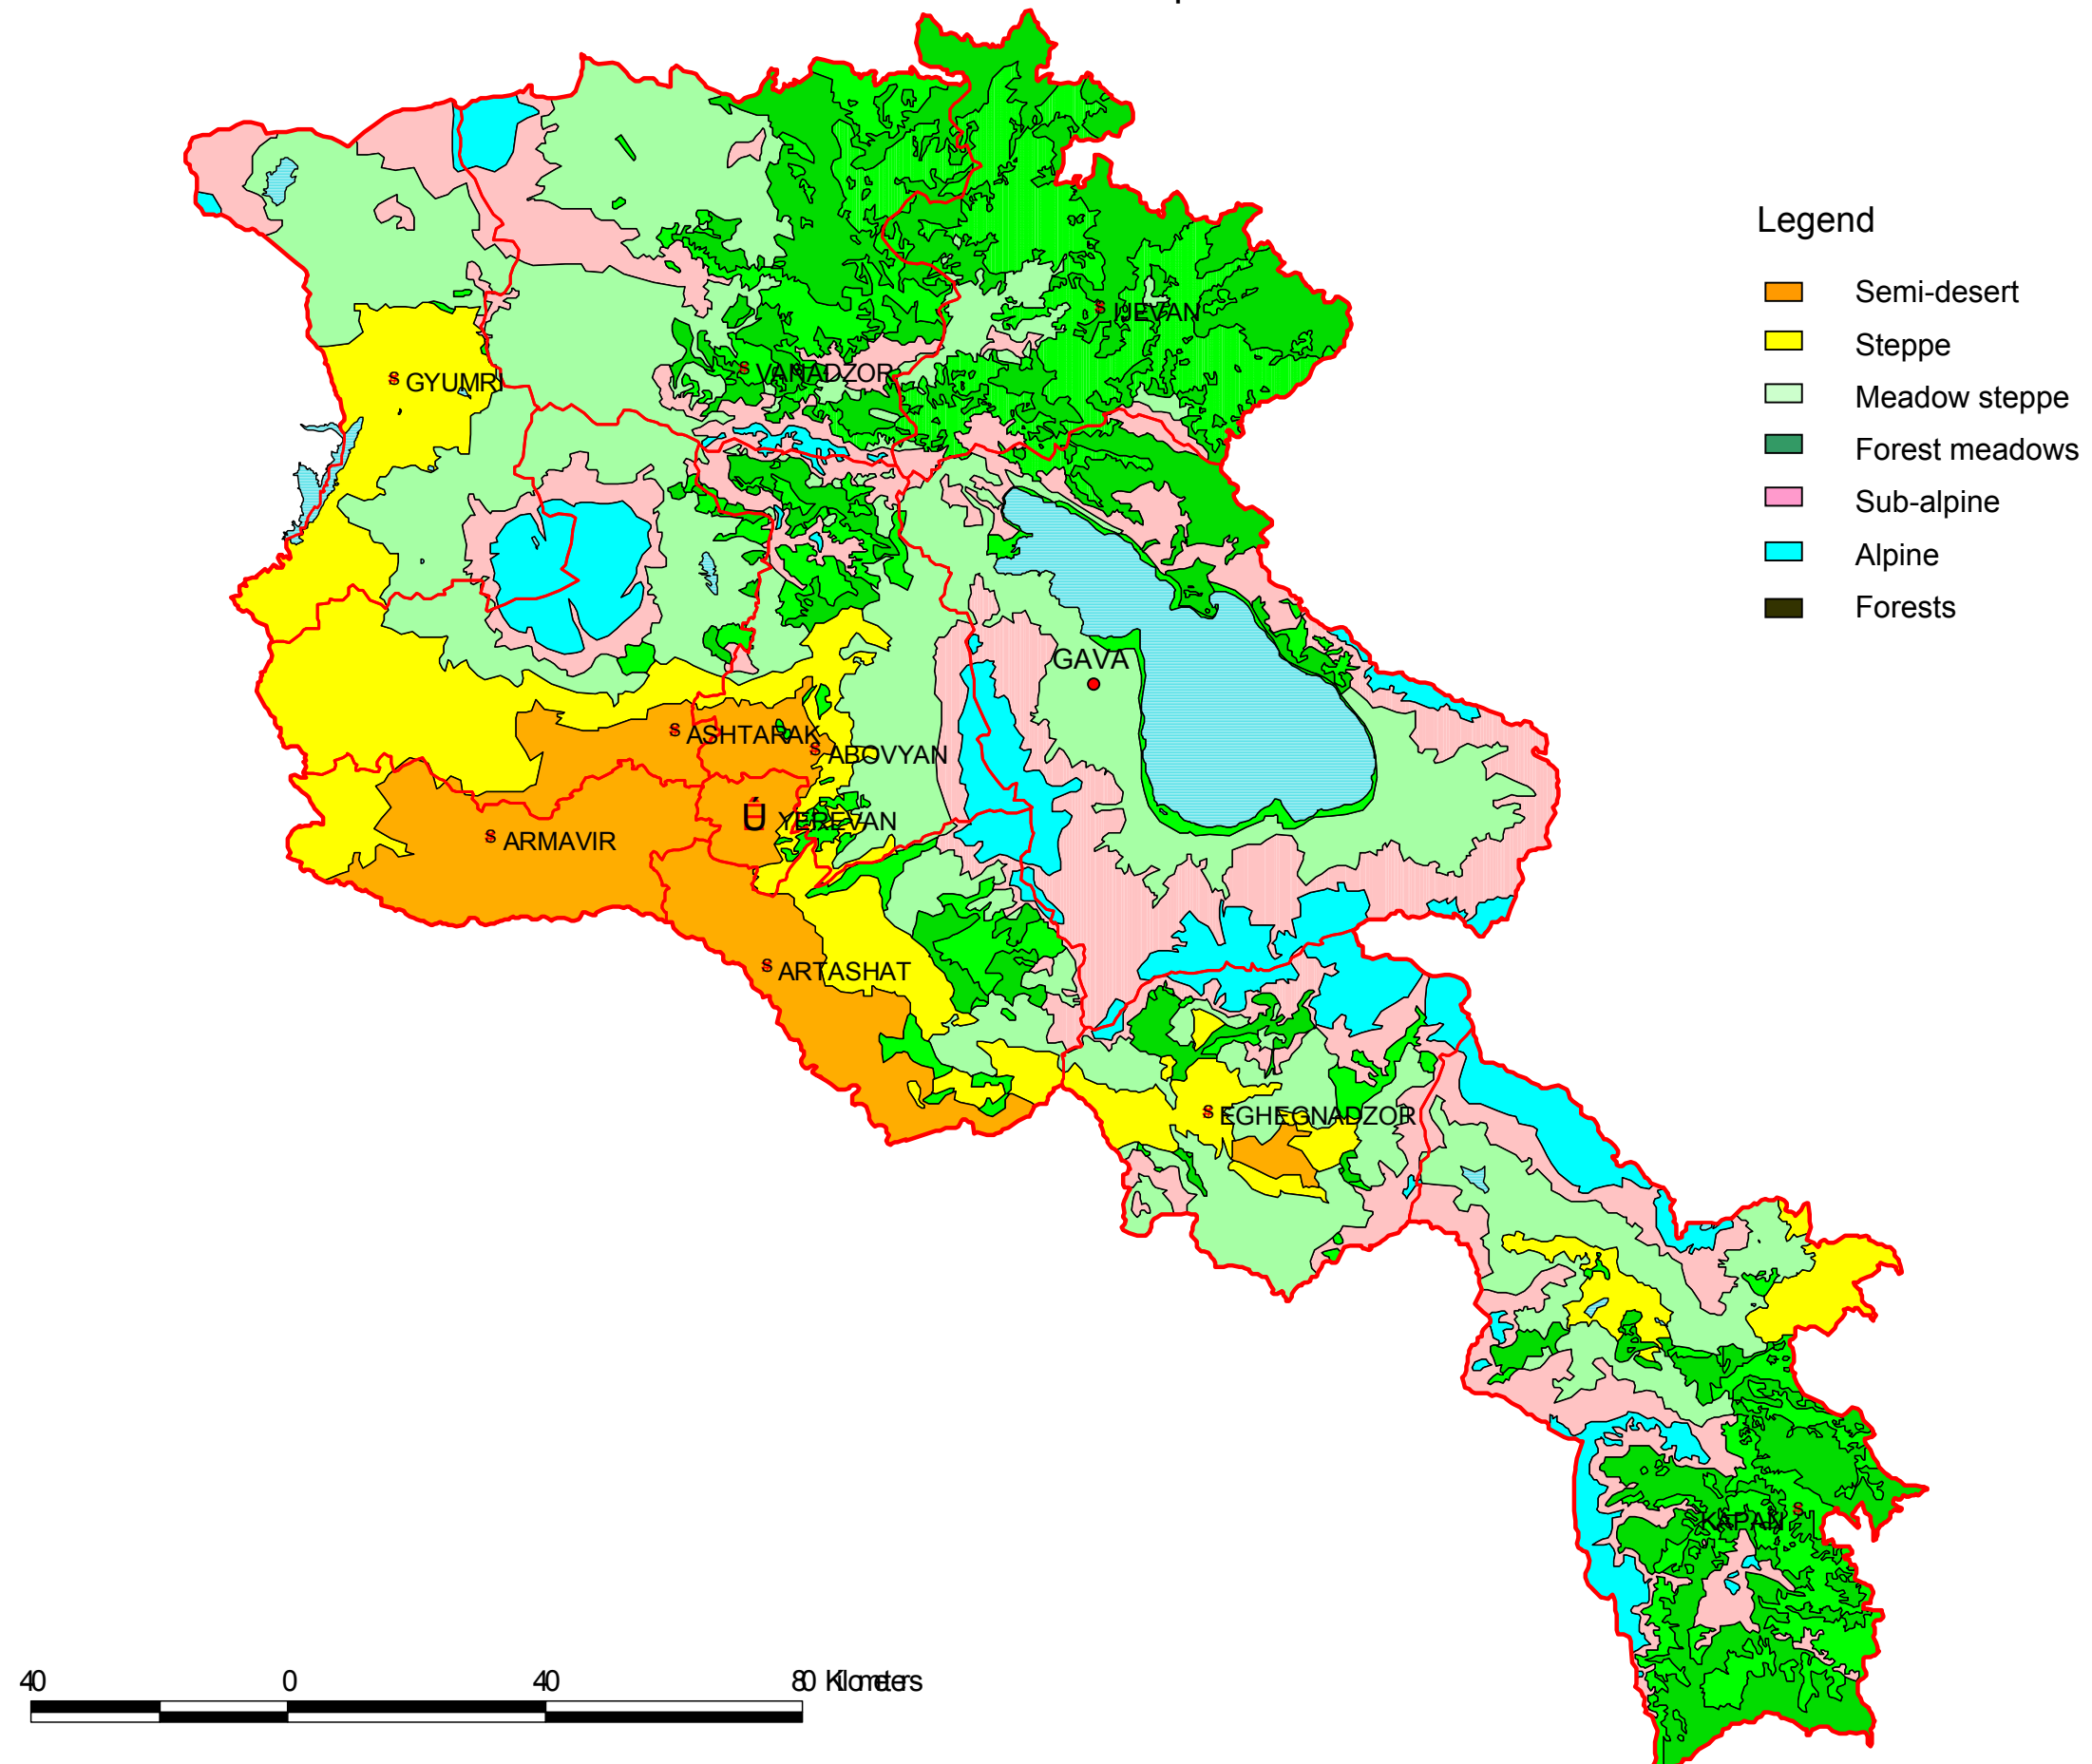 Legend
Semi-desert
Steppe
Meadow steppe
Forest meadows
Sub-alpine
Alpine
Forests
IJEVAN
VANADZOR
GYUMRI
GAVA
ASHTARAK
ABOVYAN
Ú YEREVAN
ARMAVIR
ARTASHAT
EGHEGNADZOR
KAPAN
40 0 40 80 Kilometers